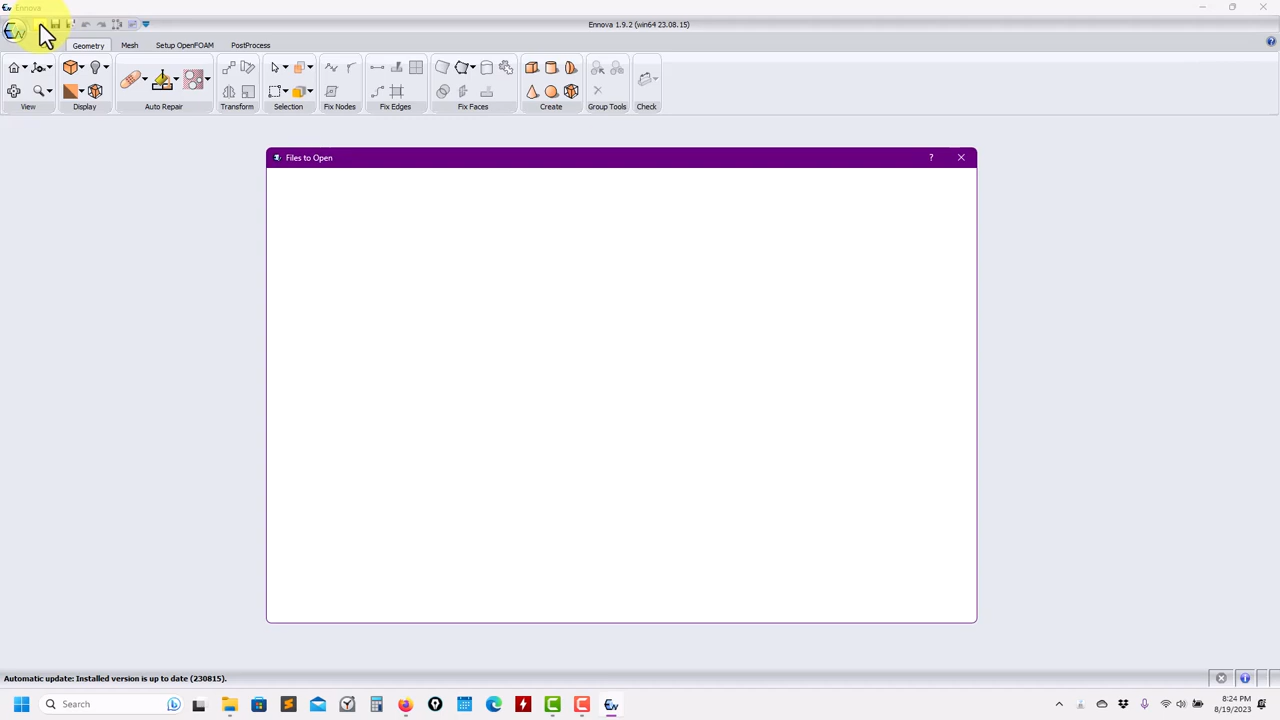 Ennova
Ennova 1.9.2 (win64 23.08.15)
Geometry Mesh Setup OpenFOAM PostProcess
View Display Auto Repair Transform Selection Fix Nodes Fix Edges Fix Faces Create Group Tools Check
Files to Open
Automatic update: Installed version is up to date (230815).
Search
8:24 PM
8/19/2023